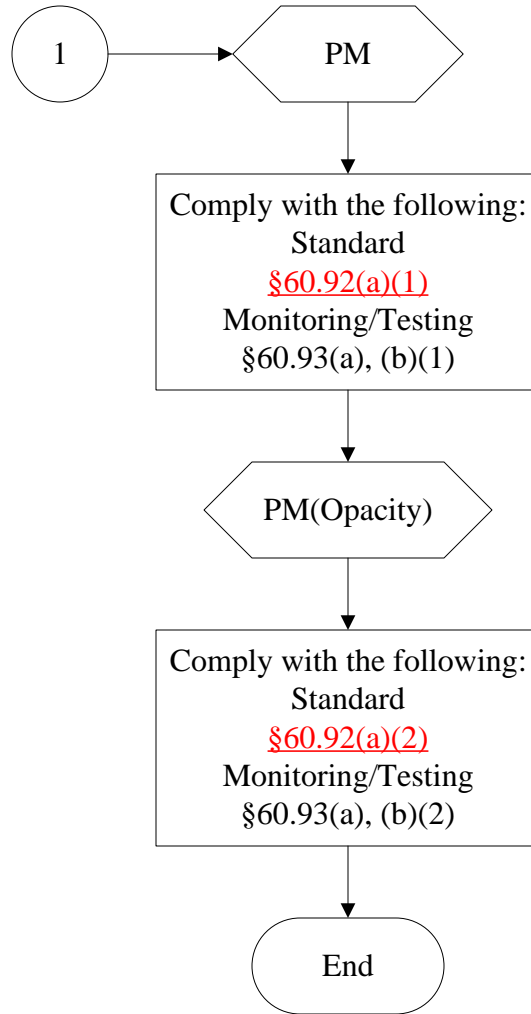 1
PM
Comply with the following:
Standard
§60.92(a)(1)
Monitoring/Testing
§60.93(a), (b)(1)
PM(Opacity)
Comply with the following:
Standard
§60.92(a)(2)
Monitoring/Testing
§60.93(a), (b)(2)
End